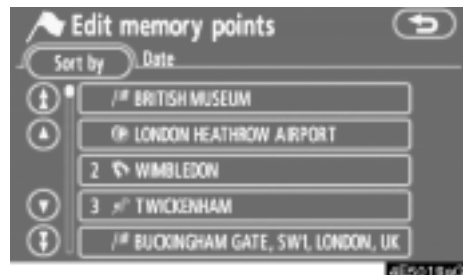 Edit memory points
Sort by Date
BRITISH MUSEUM
LONDON HEATHROW AIRPORT
2 WIMBLEDON
3 TWICKENHAM
BUCKINGHAM GATE, SW1, LONDON, UK